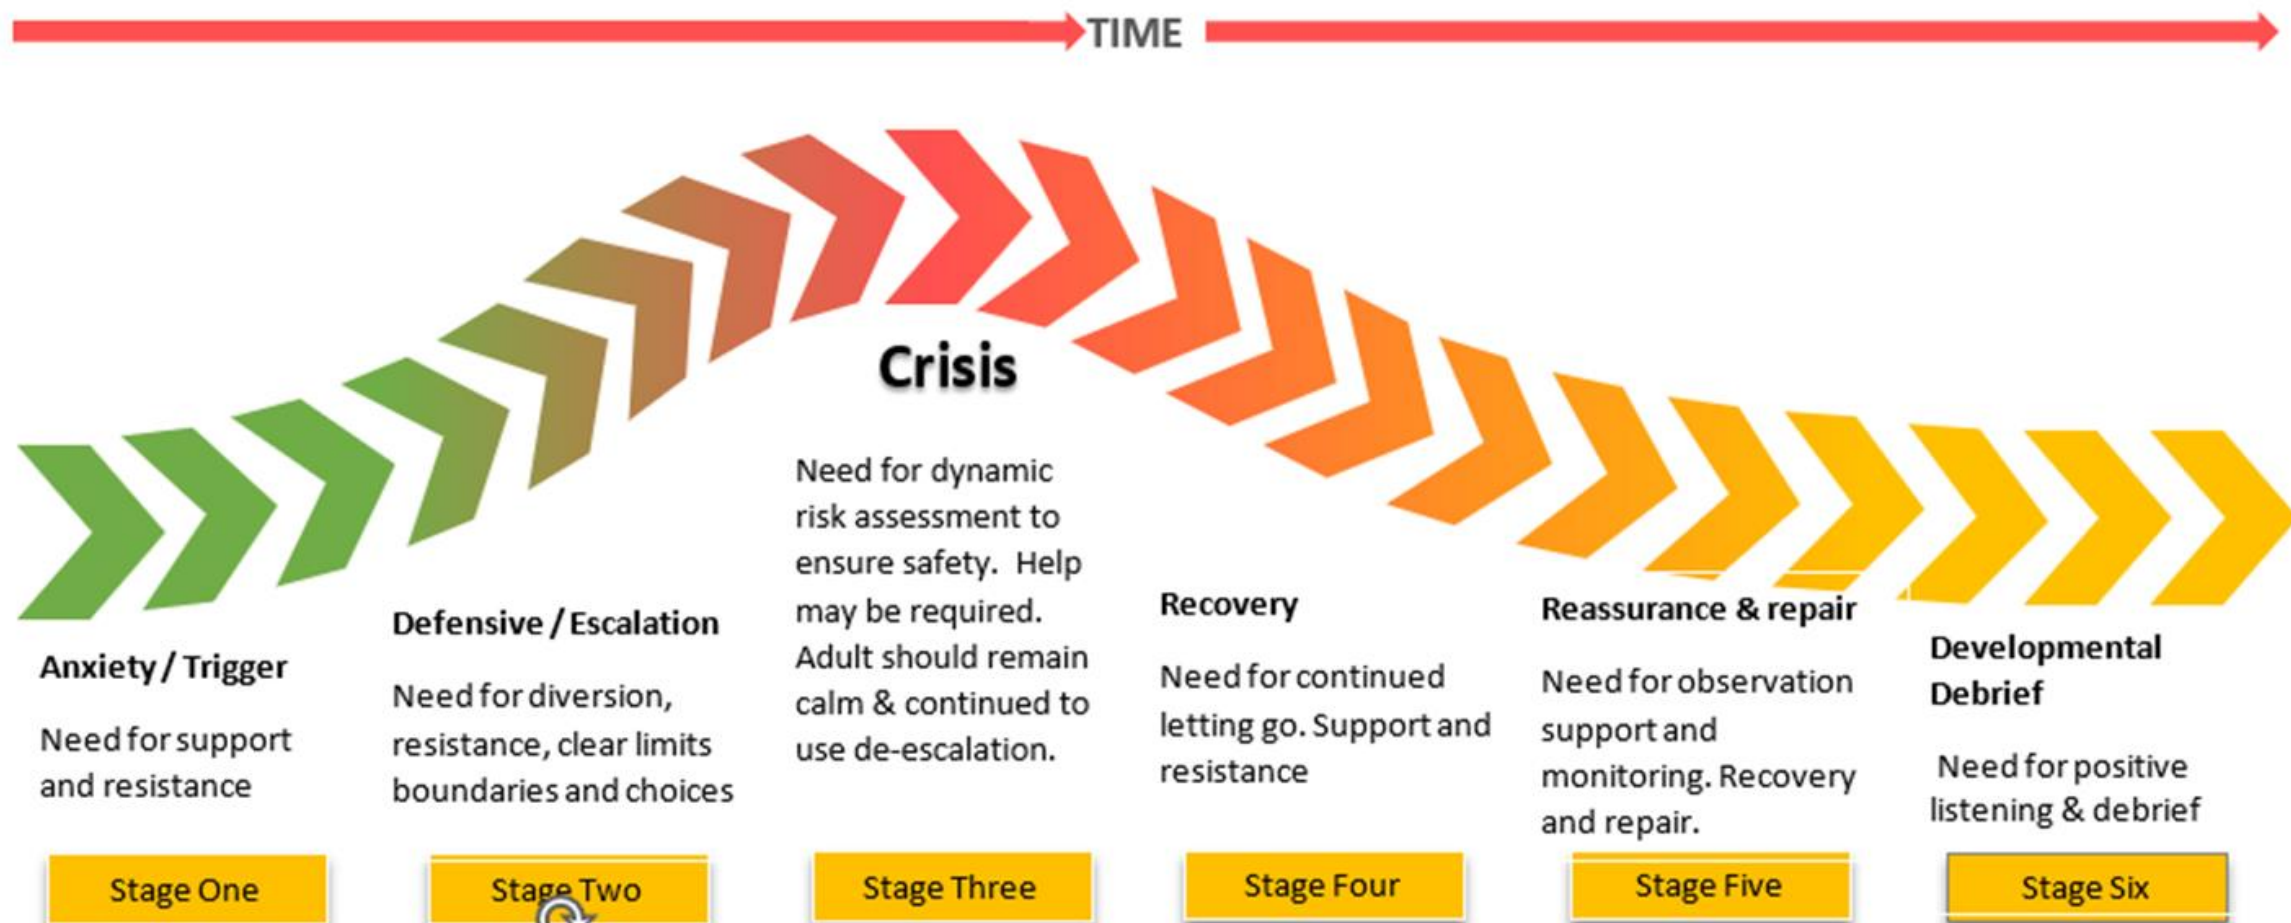 TIME
Crisis
Anxiety / Trigger
Need for support
and resistance
Defensive / Escalation
Need for diversion,
resistance, clear limits
boundaries and choices
Need for dynamic
risk assessment to
ensure safety.  Help
may be required.
Adult should remain
calm & continued to
use de-escalation.
Recovery
Need for continued
letting go. Support and
resistance
Reassurance & repair
Need for observation
support and
monitoring. Recovery
and repair.
Developmental
Debrief
Need for positive
listening & debrief
Stage One
Stage Two
Stage Three
Stage Four
Stage Five
Stage Six